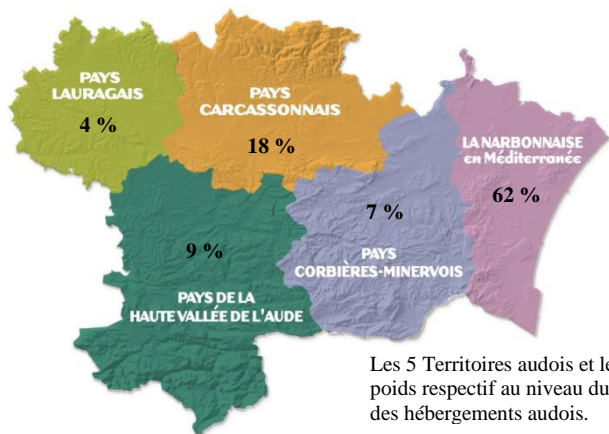 PAYS
LAURAGAIS
4 %
PAYS
CARCASSONNAIS
18 %
LA NARBONNAISE
en Méditerranée
62 %
7 %
PAYS
CORBIÈRES-MINERVOIS
9 %
PAYS DE LA
HAUTE VALLÉE DE L'AUDE
Les 5 Territoires audois et le
poids respectif au niveau du
des hébergements audois.